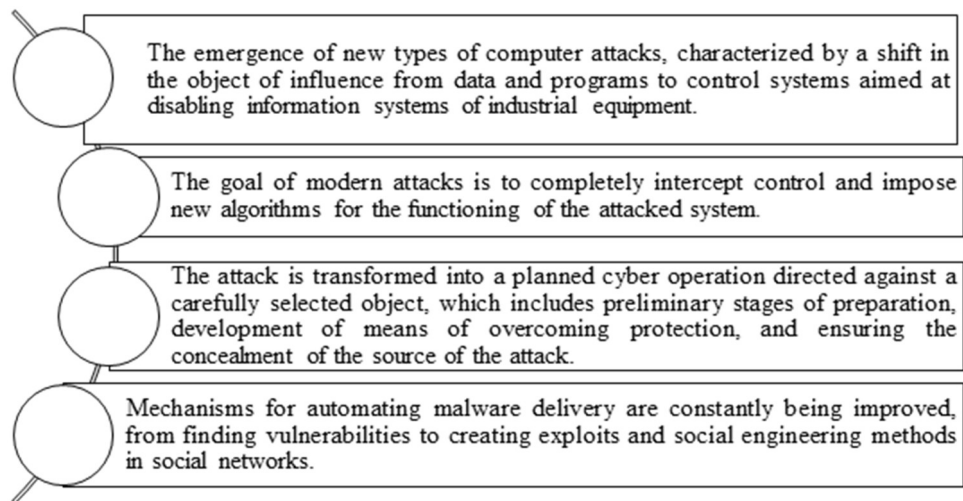 The emergence of new types of computer attacks, characterized by a shift in
the object of influence from data and programs to control systems aimed at
disabling information systems of industrial equipment.
The goal of modern attacks is to completely intercept control and impose
new algorithms for the functioning of the attacked system.
The attack is transformed into a planned cyber operation directed against a
carefully selected object, which includes preliminary stages of preparation,
development of means of overcoming protection, and ensuring the
concealment of the source of the attack.
Mechanisms for automating malware delivery are constantly being improved,
from finding vulnerabilities to creating exploits and social engineering methods
in social networks.